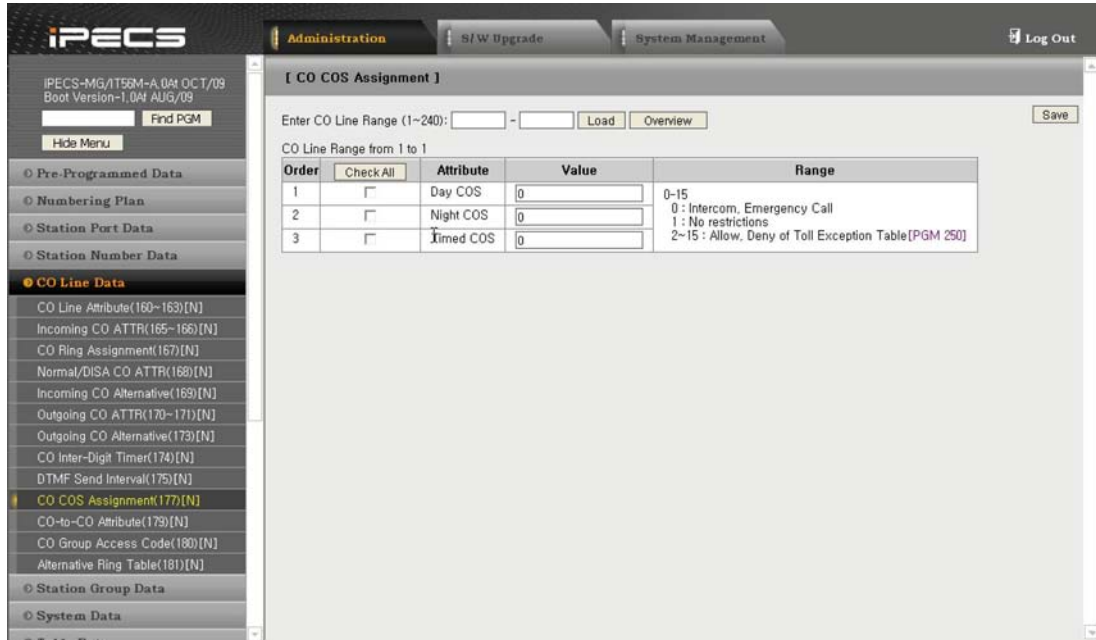 iPECS
Administration
S/W Upgrade
System Management
Log Out
IPECS-MG/IT56M-A.0Af OCT/09
Boot Version-1.0Af AUG/09
Find PGM
Hide Menu
Pre-Programmed Data
Numbering Plan
Station Port Data
Station Number Data
CO Line Data
CO Line Attribute(160~163)[N]
Incoming CO ATTR(165~166)[N]
CO Ring Assignment(167)[N]
Normal/DISA CO ATTR(168)[N]
Incoming CO Alternative(169)[N]
Outgoing CO ATTR(170~171)[N]
Outgoing CO Alternative(173)[N]
CO Inter-Digit Timer(174)[N]
DTMF Send Interval(175)[N]
CO COS Assignment(177)[N]
CO-to-CO Attribute(179)[N]
CO Group Access Code(180)[N]
Alternative Ring Table(181)[N]
Station Group Data
System Data
[ CO COS Assignment ]
Enter CO Line Range (1~240): - Load Overview
Save
CO Line Range from 1 to 1
Order Check All Attribute Value Range
1 Day COS 0
2 Night COS 0
3 Timed COS 0
0-15
0 : Intercom, Emergency Call
1 : No restrictions
2~15 : Allow, Deny of Toll Exception Table[PGM 250]